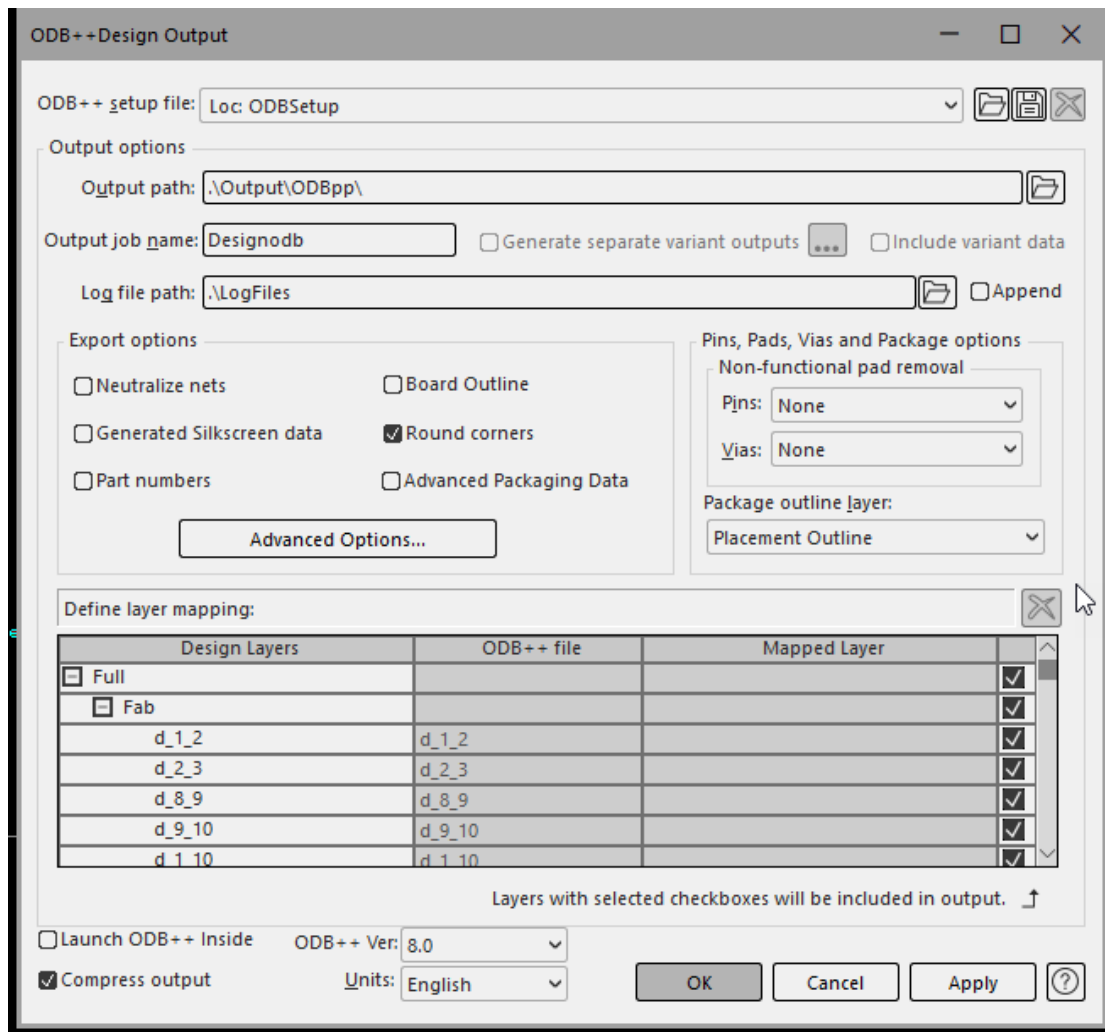 ODB++Design Output
ODB++ setup file: Loc: ODBSetup
Output options
Output path: .\Output\ODBpp\
Output job name: Designodb Generate separate variant outputs ... Include variant data
Log file path: .\LogFiles Append
Export options
Neutralize nets Board Outline
Generated Silkscreen data Round corners
Part numbers Advanced Packaging Data
Advanced Options...
Pins, Pads, Vias and Package options
Non-functional pad removal
Pins: None
Vias: None
Package outline layer:
Placement Outline
Define layer mapping:
Design Layers ODB++ file Mapped Layer
Full
Fab
d_1_2 d_1_2
d_2_3 d_2_3
d_8_9 d_8_9
d_9_10 d_9_10
d_1_10 d_1_10
Layers with selected checkboxes will be included in output.
Launch ODB++ Inside ODB++ Ver: 8.0
Compress output Units: English OK Cancel Apply ?